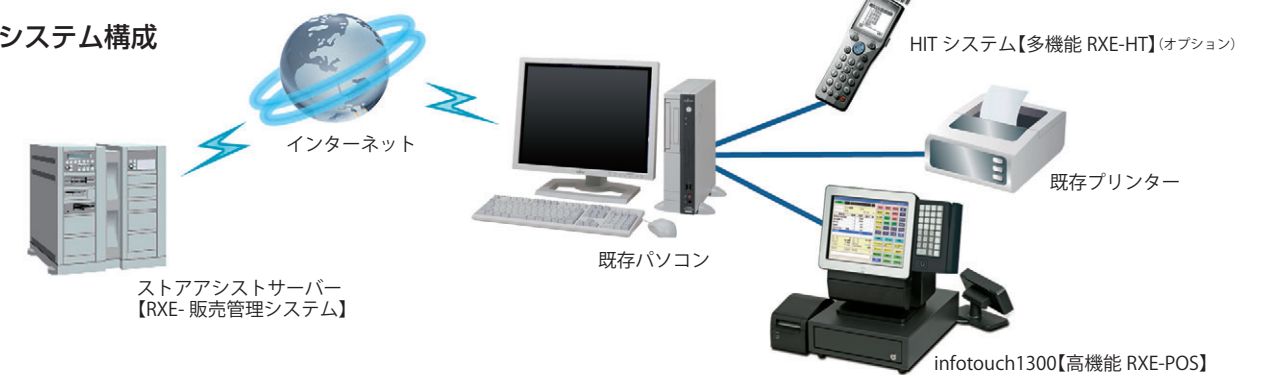 システム構成
HIT システム【多機能 RXE-HT】(オプション)
インターネット
既存プリンター
既存パソコン
ストアアシストサーバー
【RXE- 販売管理システム】
infotouch1300【高機能 RXE-POS】